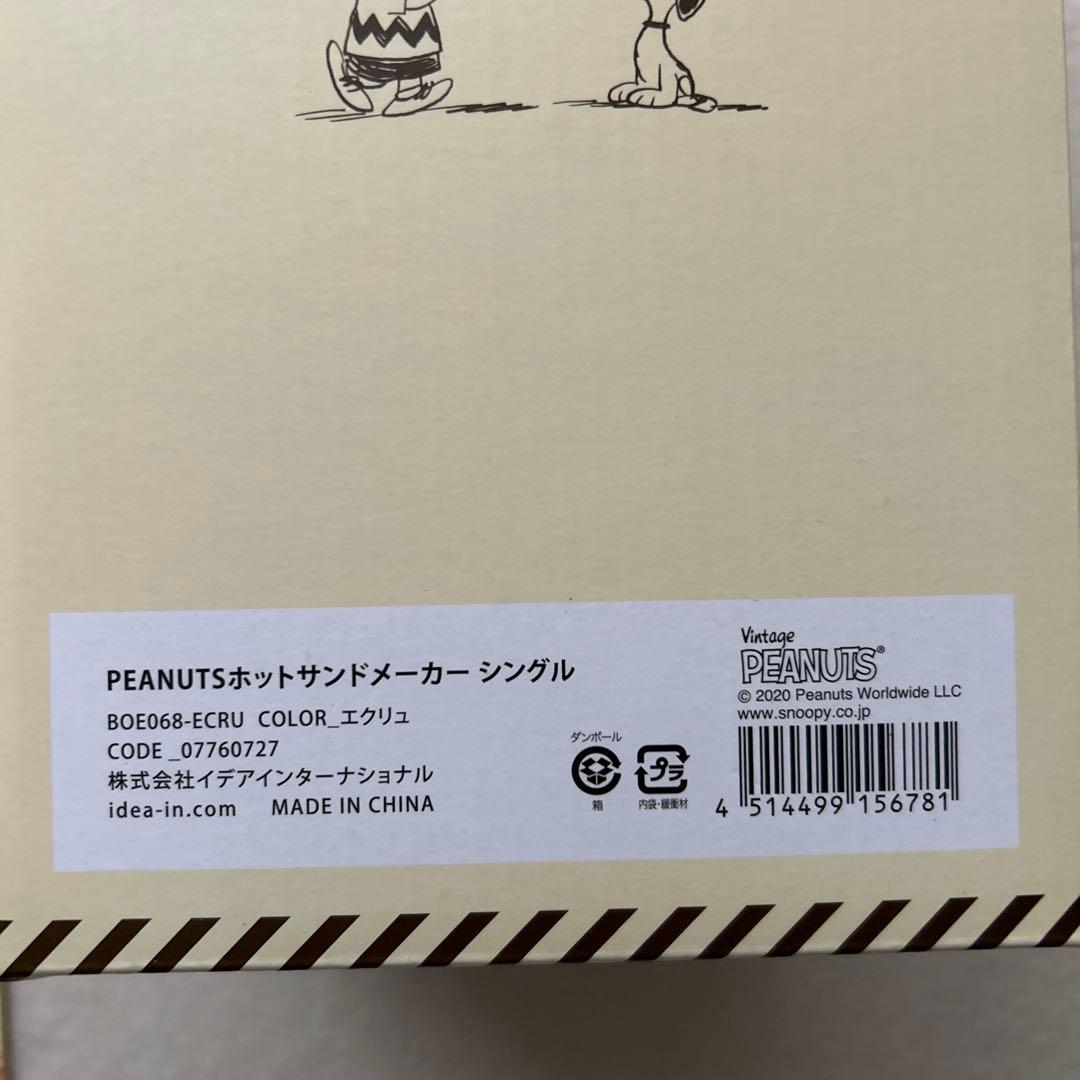 PEANUTSホットサンドメーカー シングル
BOE068-ECRU COLOR_エクリュ
CODE _07760727
株式会社イデアインターナショナル
idea-in.com MADE IN CHINA
ダンボール
箱
プラ
内袋・緩衝材
Vintage
PEANUTS®
© 2020 Peanuts Worldwide LLC
www.snoopy.co.jp
4 514499 156781